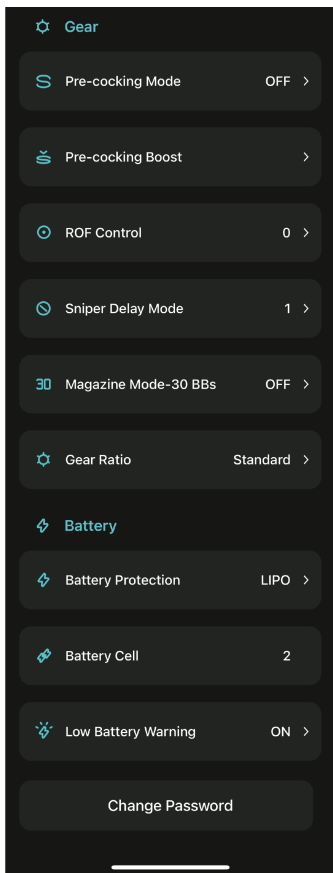 Gear
Pre-cocking Mode OFF
Pre-cocking Boost
ROF Control 0
Sniper Delay Mode 1
30 Magazine Mode-30 BBs OFF
Gear Ratio Standard
Battery
Battery Protection LIPO
Battery Cell 2
Low Battery Warning ON
Change Password